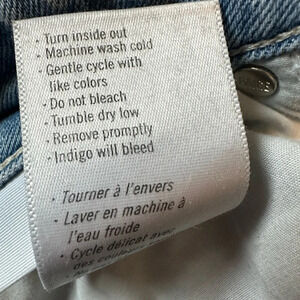 · Turn inside out
· Machine wash cold
· Gentle cycle with
like colors
· Do not bleach
· Tumble dry low
· Remove promptly
· Indigo will bleed
· Tourner à l'envers
· Laver en machine à
l'eau froide
· Cycle délicat avec